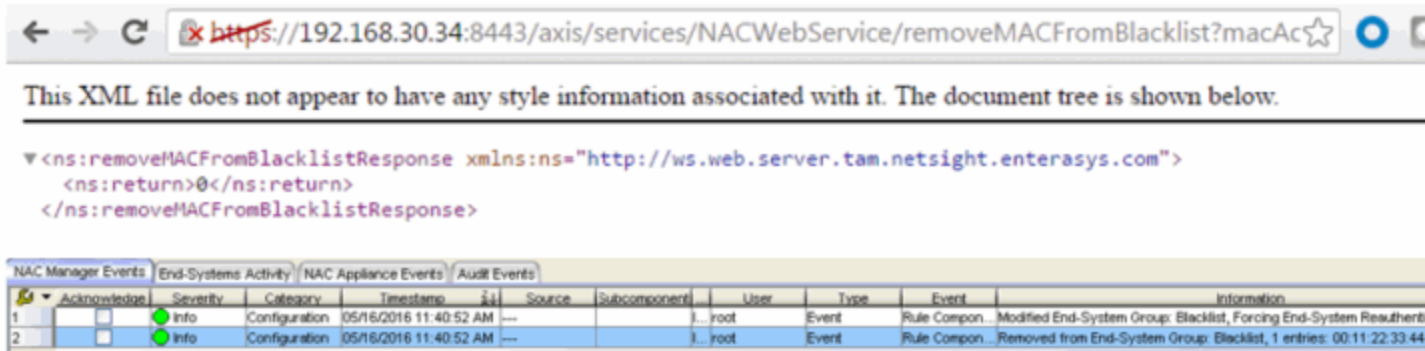 https://192.168.30.34:8443/axis/services/NACWebService/removeMACFromBlacklist?macAc
This XML file does not appear to have any style information associated with it. The document tree is shown below.
▼<ns:removeMACFromBlacklistResponse xmlns:ns="http://ws.web.server.tam.netsight.enterasys.com">
<ns:return>0</ns:return>
</ns:removeMACFromBlacklistResponse>
NAC Manager Events End-Systems Activity NAC Appliance Events Audit Events
Acknowledge Severity Category Timestamp Source Subcomponent User Type Event Information
1 Info Configuration 05/16/2016 11:40:52 AM --- I... root Event Rule Compon... Modified End-System Group: Blacklist, Forcing End-System Reauthenti
2 Info Configuration 05/16/2016 11:40:52 AM --- I... root Event Rule Compon... Removed from End-System Group: Blacklist, 1 entries: 00:11:22:33:44